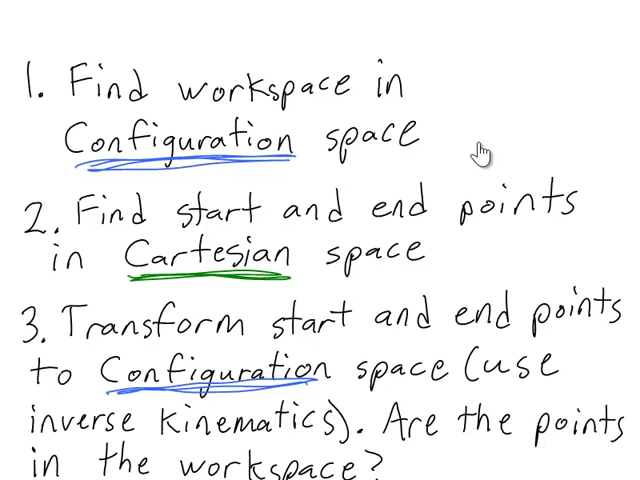 1. Find workspace in
Configuration space
2. Find start and end points
in Cartesian space
3. Transform start and end points
to Configuration space (use
inverse kinematics). Are the points
in the workspace?